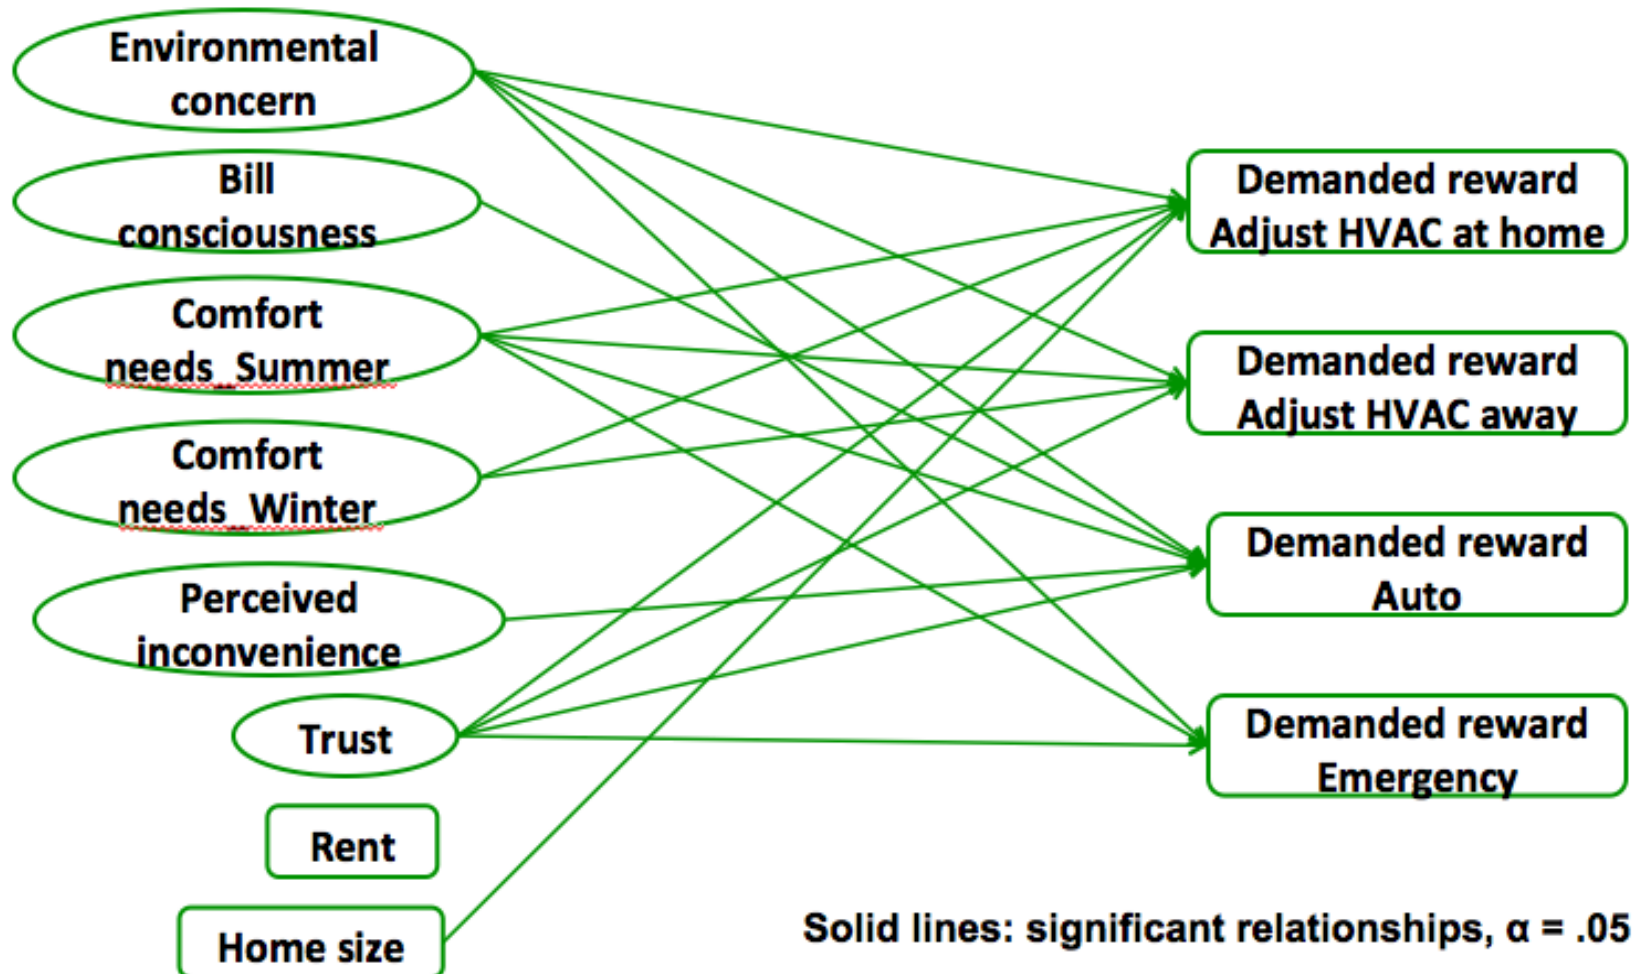 Environmental
concern
Bill
consciousness
Comfort
needs_Summer
Comfort
needs_Winter
Perceived
inconvenience
Trust
Rent
Home size
Demanded reward
Adjust HVAC at home
Demanded reward
Adjust HVAC away
Demanded reward
Auto
Demanded reward
Emergency
Solid lines: significant relationships, α = .05